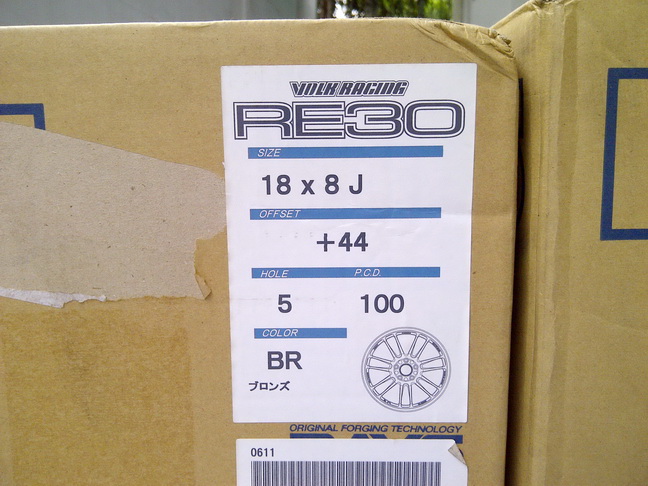 VOLK RACING
RE30
SIZE
18 x 8 J
OFFSET
+44
HOLE P.C.D.
5 100
COLOR
BR
ブロンズ
ORIGINAL FORGING TECHNOLOGY
RAYS
0611